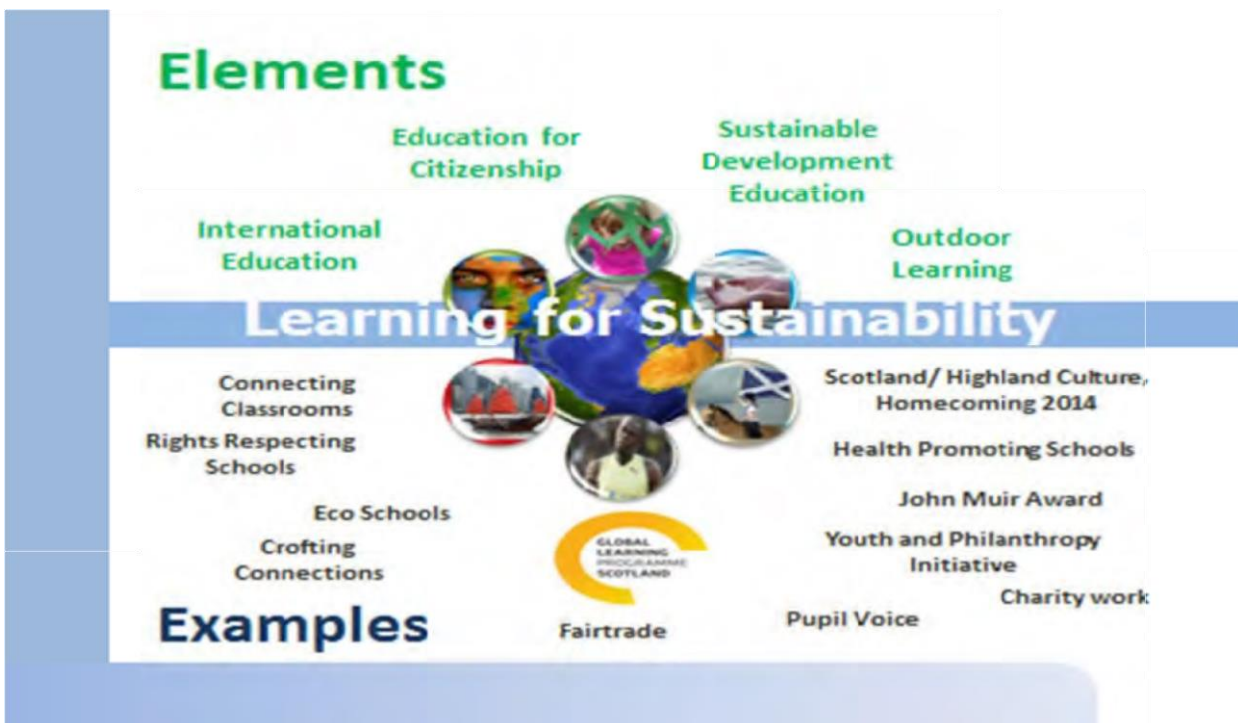 Elements
Education for
Citizenship
Sustainable
Development
Education
International
Education
Outdoor
Learning
Learning for Sustainability
Connecting
Classrooms
Rights Respecting
Schools
Eco Schools
Crofting
Connections
Scotland/ Highland Culture,
Homecoming 2014
Health Promoting Schools
John Muir Award
Youth and Philanthropy
Initiative
Charity work
GLOBAL
LEARNING
PROGRAMME
SCOTLAND
Pupil Voice
Fairtrade
Examples